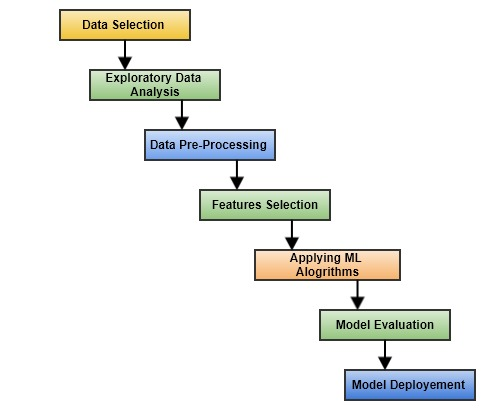 Data Selection
Exploratory Data
Analysis
Data Pre-Processing
Features Selection
Applying ML
Alogrithms
Model Evaluation
Model Deployement